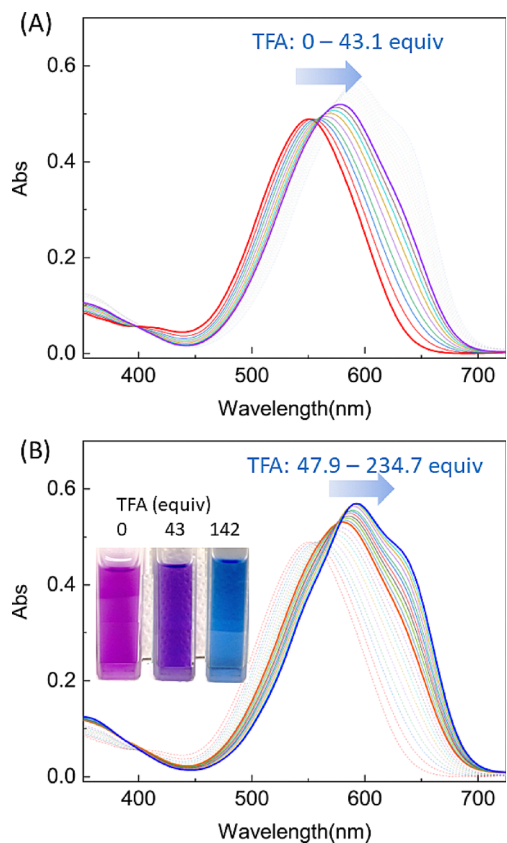 (A)
TFA: 0 – 43.1 equiv
0.6
0.4
0.2
0.0
Abs
400 500 600 700
Wavelength(nm)
(B)
TFA: 47.9 – 234.7 equiv
TFA (equiv)
0 43 142
0.6
0.4
0.2
0.0
Abs
400 500 600 700
Wavelength(nm)